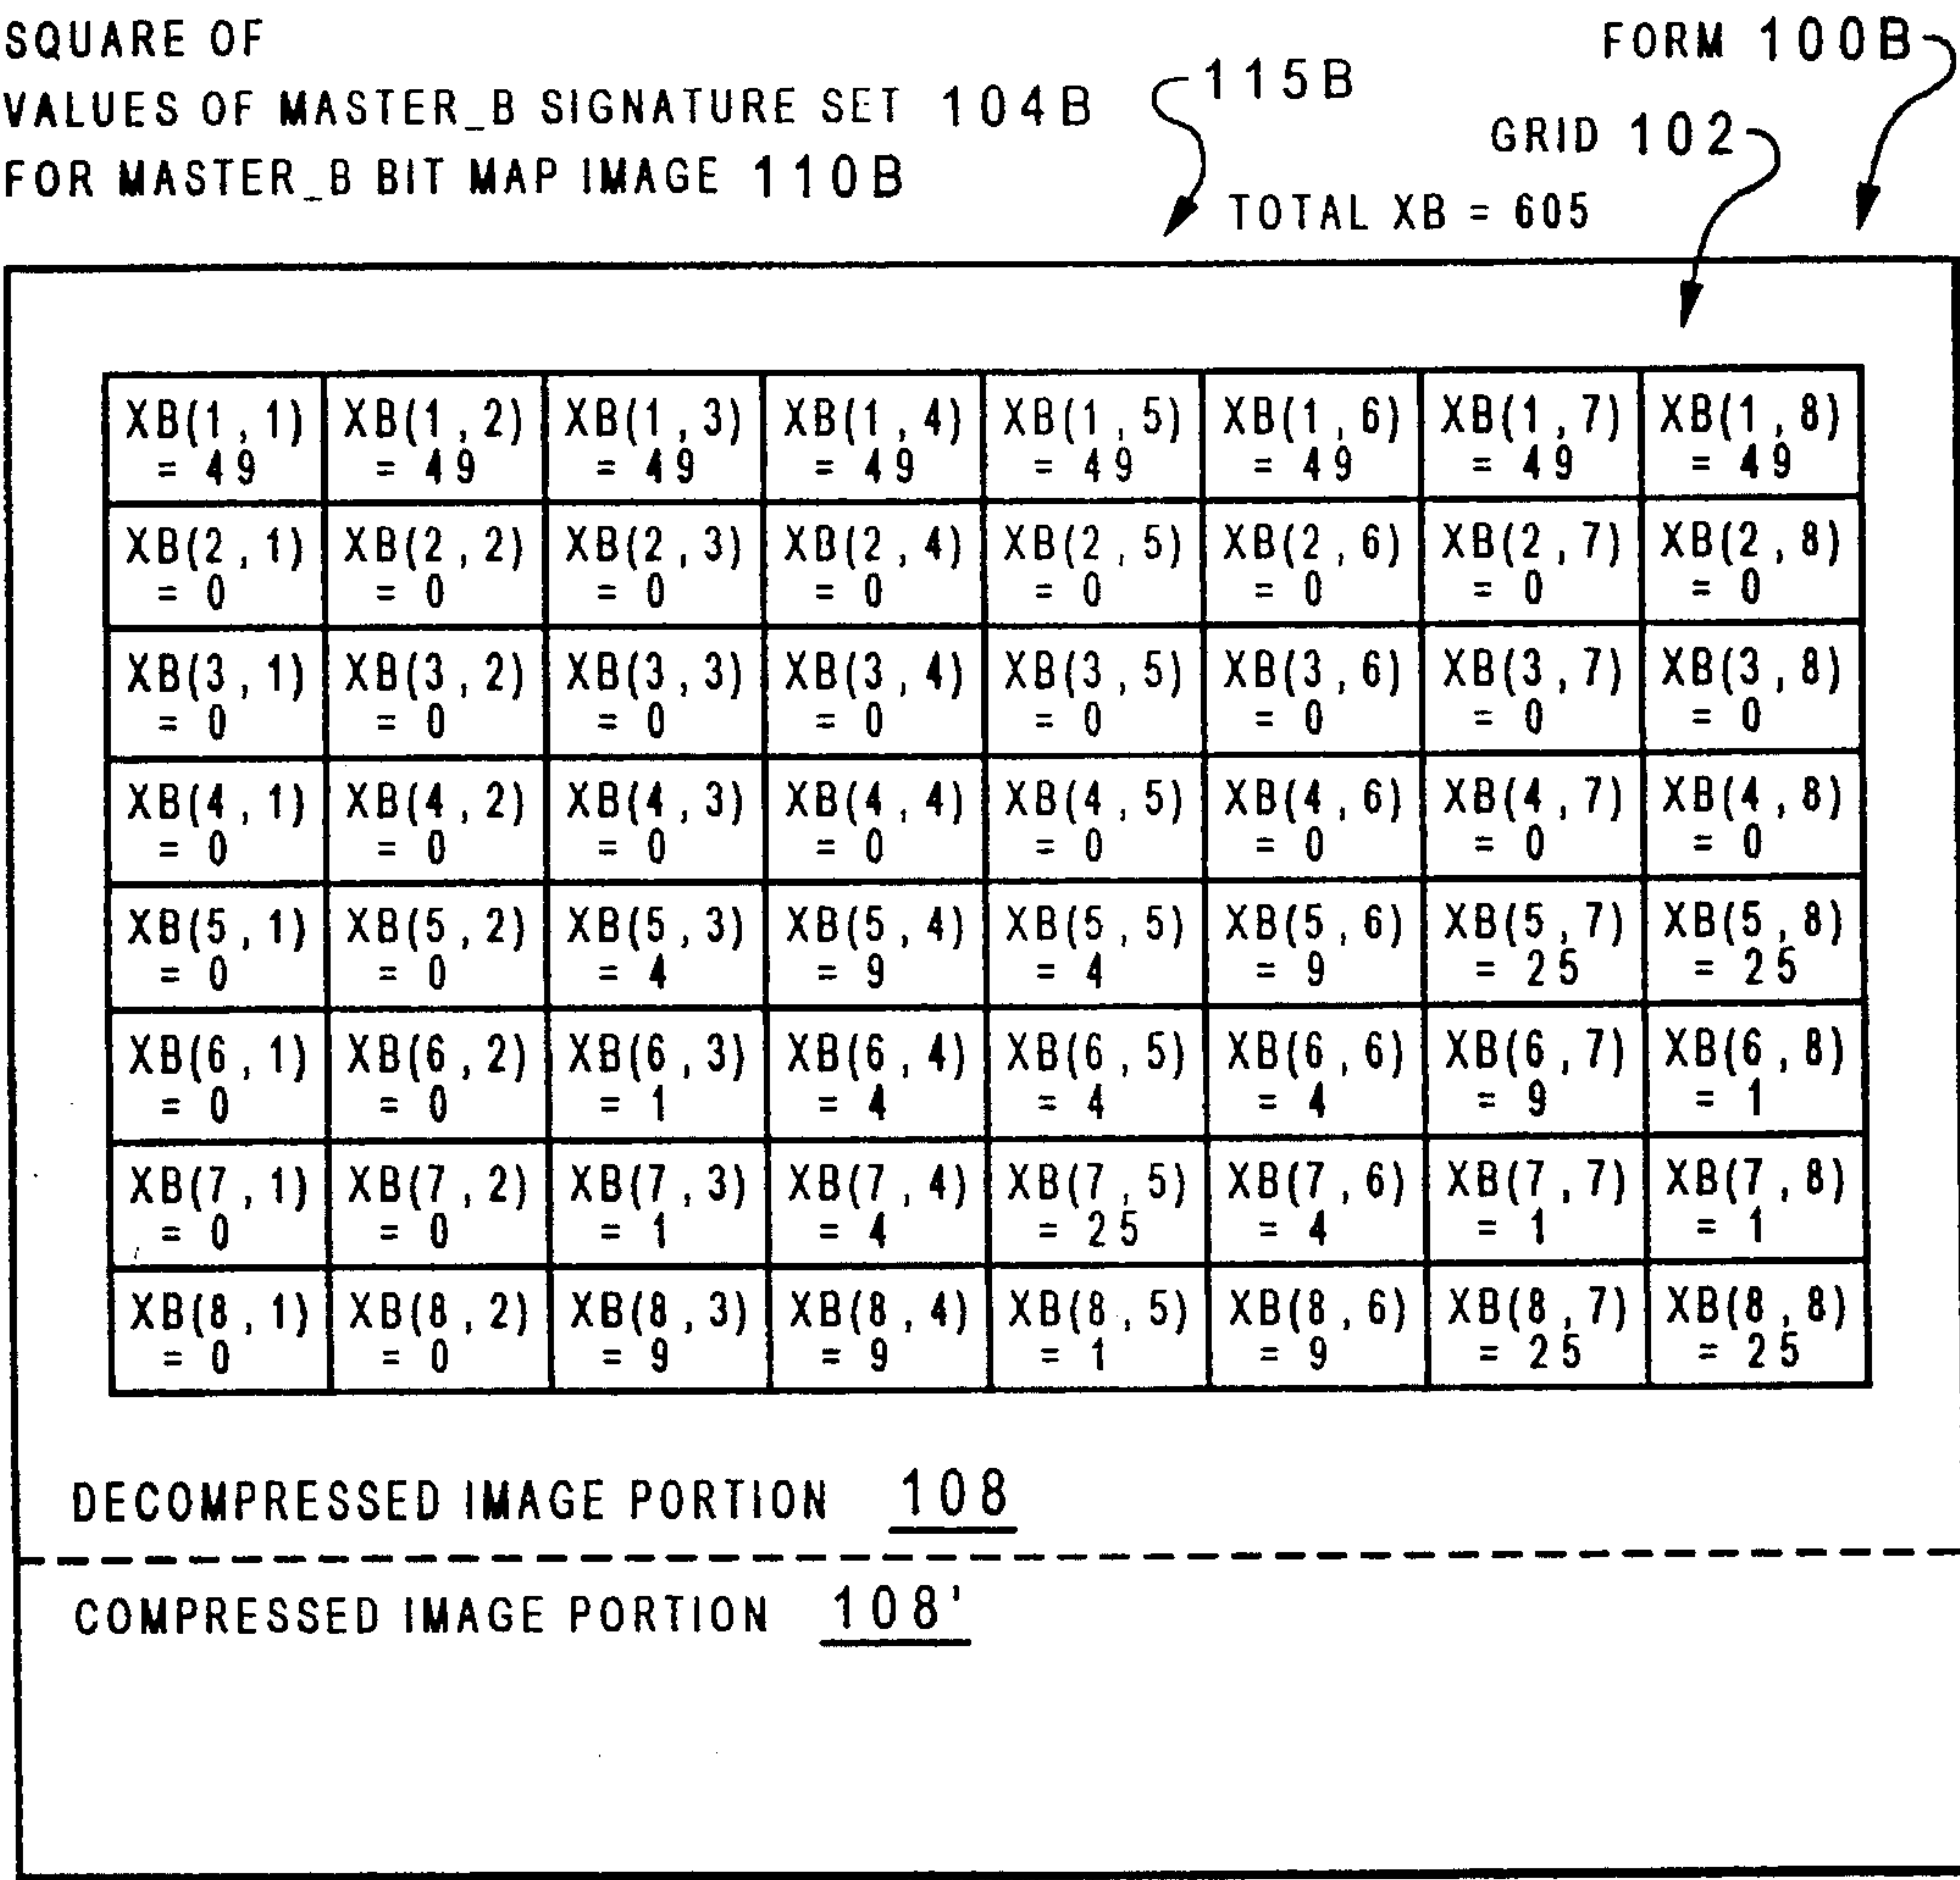 SQUARE OF
VALUES OF MASTER_B SIGNATURE SET 104B
FOR MASTER_B BIT MAP IMAGE 110B
115B
FORM 100B
GRID 102
TOTAL XB = 605
XB(1, 1) XB(1, 2) XB(1, 3) XB(1, 4) XB(1, 5) XB(1, 6) XB(1, 7) XB(1, 8)
= 49 = 49 = 49 = 49 = 49 = 49 = 49 = 49
XB(2, 1) XB(2, 2) XB(2, 3) XB(2, 4) XB(2, 5) XB(2, 6) XB(2, 7) XB(2, 8)
= 0 = 0 = 0 = 0 = 0 = 0 = 0 = 0
XB(3, 1) XB(3, 2) XB(3, 3) XB(3, 4) XB(3, 5) XB(3, 6) XB(3, 7) XB(3, 8)
= 0 = 0 = 0 = 0 = 0 = 0 = 0 = 0
XB(4, 1) XB(4, 2) XB(4, 3) XB(4, 4) XB(4, 5) XB(4, 6) XB(4, 7) XB(4, 8)
= 0 = 0 = 0 = 0 = 0 = 0 = 0 = 0
XB(5, 1) XB(5, 2) XB(5, 3) XB(5, 4) XB(5, 5) XB(5, 6) XB(5, 7) XB(5, 8)
= 0 = 0 = 4 = 9 = 4 = 9 = 25 = 25
XB(6, 1) XB(6, 2) XB(6, 3) XB(6, 4) XB(6, 5) XB(6, 6) XB(6, 7) XB(6, 8)
= 0 = 0 = 1 = 4 = 4 = 4 = 9 = 1
XB(7, 1) XB(7, 2) XB(7, 3) XB(7, 4) XB(7, 5) XB(7, 6) XB(7, 7) XB(7, 8)
= 0 = 0 = 1 = 4 = 25 = 4 = 1 = 1
XB(8, 1) XB(8, 2) XB(8, 3) XB(8, 4) XB(8, 5) XB(8, 6) XB(8, 7) XB(8, 8)
= 0 = 0 = 9 = 9 = 1 = 9 = 25 = 25
DECOMPRESSED IMAGE PORTION 108
COMPRESSED IMAGE PORTION 108'